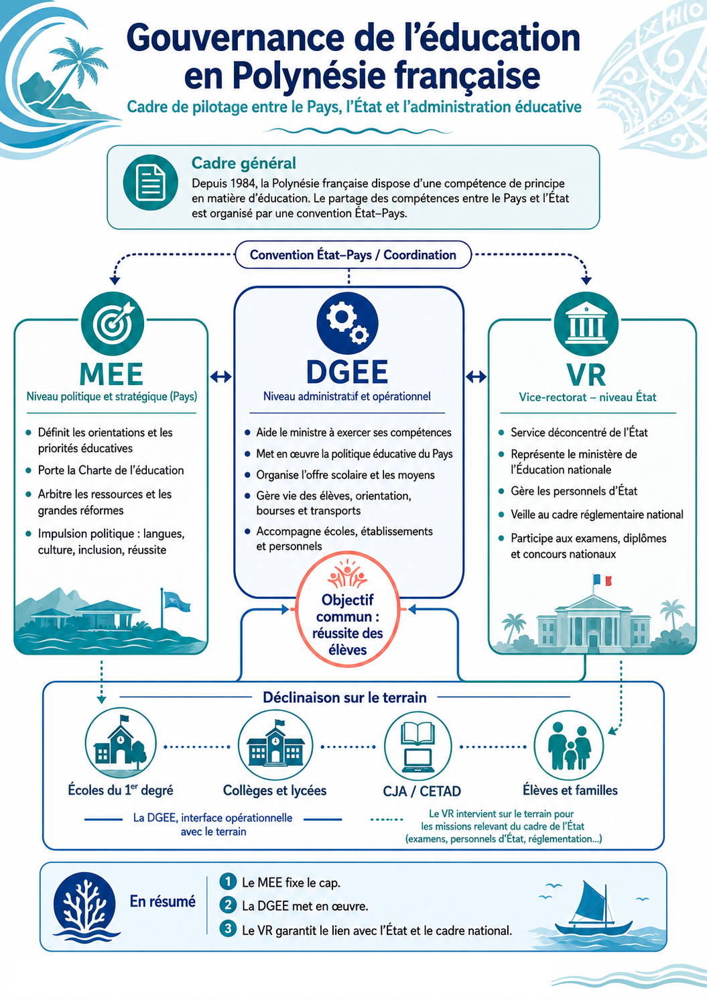 Gouvernance de l’éducation
en Polynésie française
Cadre de pilotage entre le Pays, l’État et l’administration éducative
Cadre général
Depuis 1984, la Polynésie française dispose d’une compétence de principe
en matière d’éducation. Le partage des compétences entre le Pays et l’État
est organisé par une convention État–Pays.
Convention État–Pays / Coordination
MEE
Niveau politique et stratégique (Pays)
Définit les orientations et les
priorités éducatives
Porte la Charte de l’éducation
Arbitre les ressources et les
grandes réformes
Impulsion politique : langues,
culture, inclusion, réussite
DGEE
Niveau administratif et opérationnel
Aide le ministre à exercer ses compétences
Met en œuvre la politique éducative du Pays
Organise l’offre scolaire et les moyens
Gère vie des élèves, orientation,
bourses et transports
Accompagne écoles, établissements
et personnels
VR
Vice-rectorat – niveau État
Service déconcentré de l’État
Représente le ministère de
l’Éducation nationale
Gère les personnels d’État
Veille au cadre réglementaire national
Participe aux examens, diplômes
et concours nationaux
Objectif
commun :
réussite des
élèves
Déclinaison sur le terrain
Écoles du 1er degré
Collèges et lycées
CJA / CETAD
Élèves et familles
La DGEE, interface opérationnelle
avec le terrain
Le VR intervient sur le terrain pour
les missions relevant du cadre de l’État
(examens, personnels d’État, réglementation...)
En résumé
1 Le MEE fixe le cap.
2 La DGEE met en œuvre.
3 Le VR garantit le lien avec l’État et le cadre national.